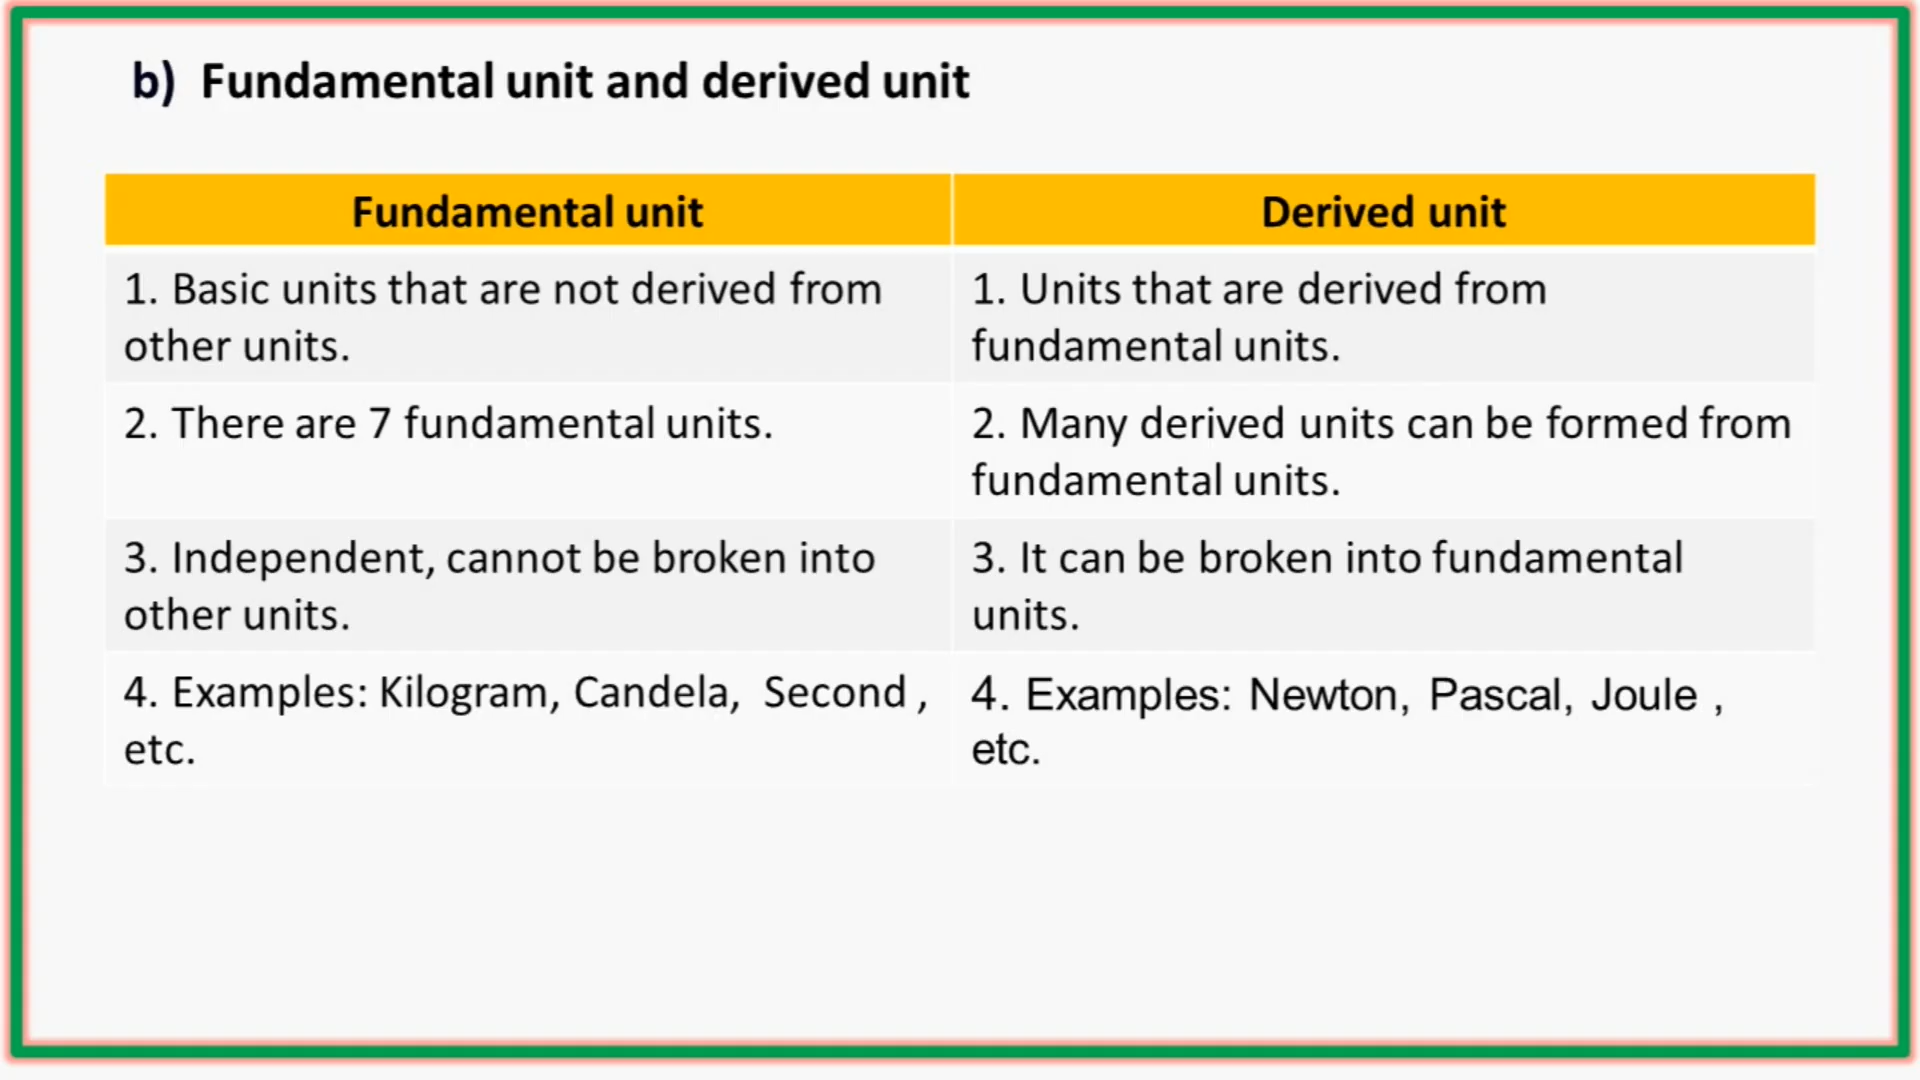 b) Fundamental unit and derived unit
Fundamental unit
Derived unit
1. Basic units that are not derived from
other units.
1. Units that are derived from
fundamental units.
2. There are 7 fundamental units.
2. Many derived units can be formed from
fundamental units.
3. Independent, cannot be broken into
other units.
3. It can be broken into fundamental
units.
4. Examples: Kilogram, Candela, Second ,
etc.
4. Examples: Newton, Pascal, Joule ,
etc.